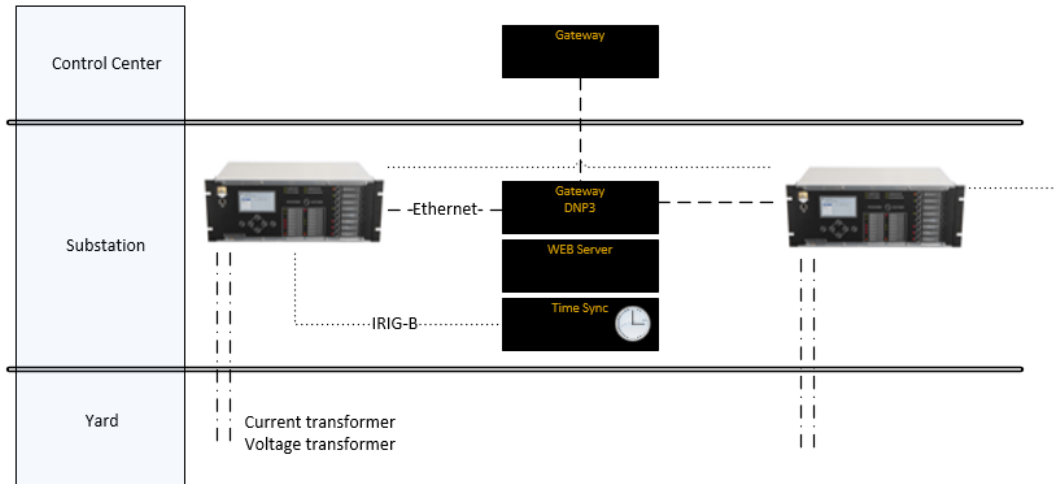 Control Center
Gateway
Substation
Ethernet
Gateway
DNP3
WEB Server
Time Sync
IRIG-B
Yard
Current transformer
Voltage transformer